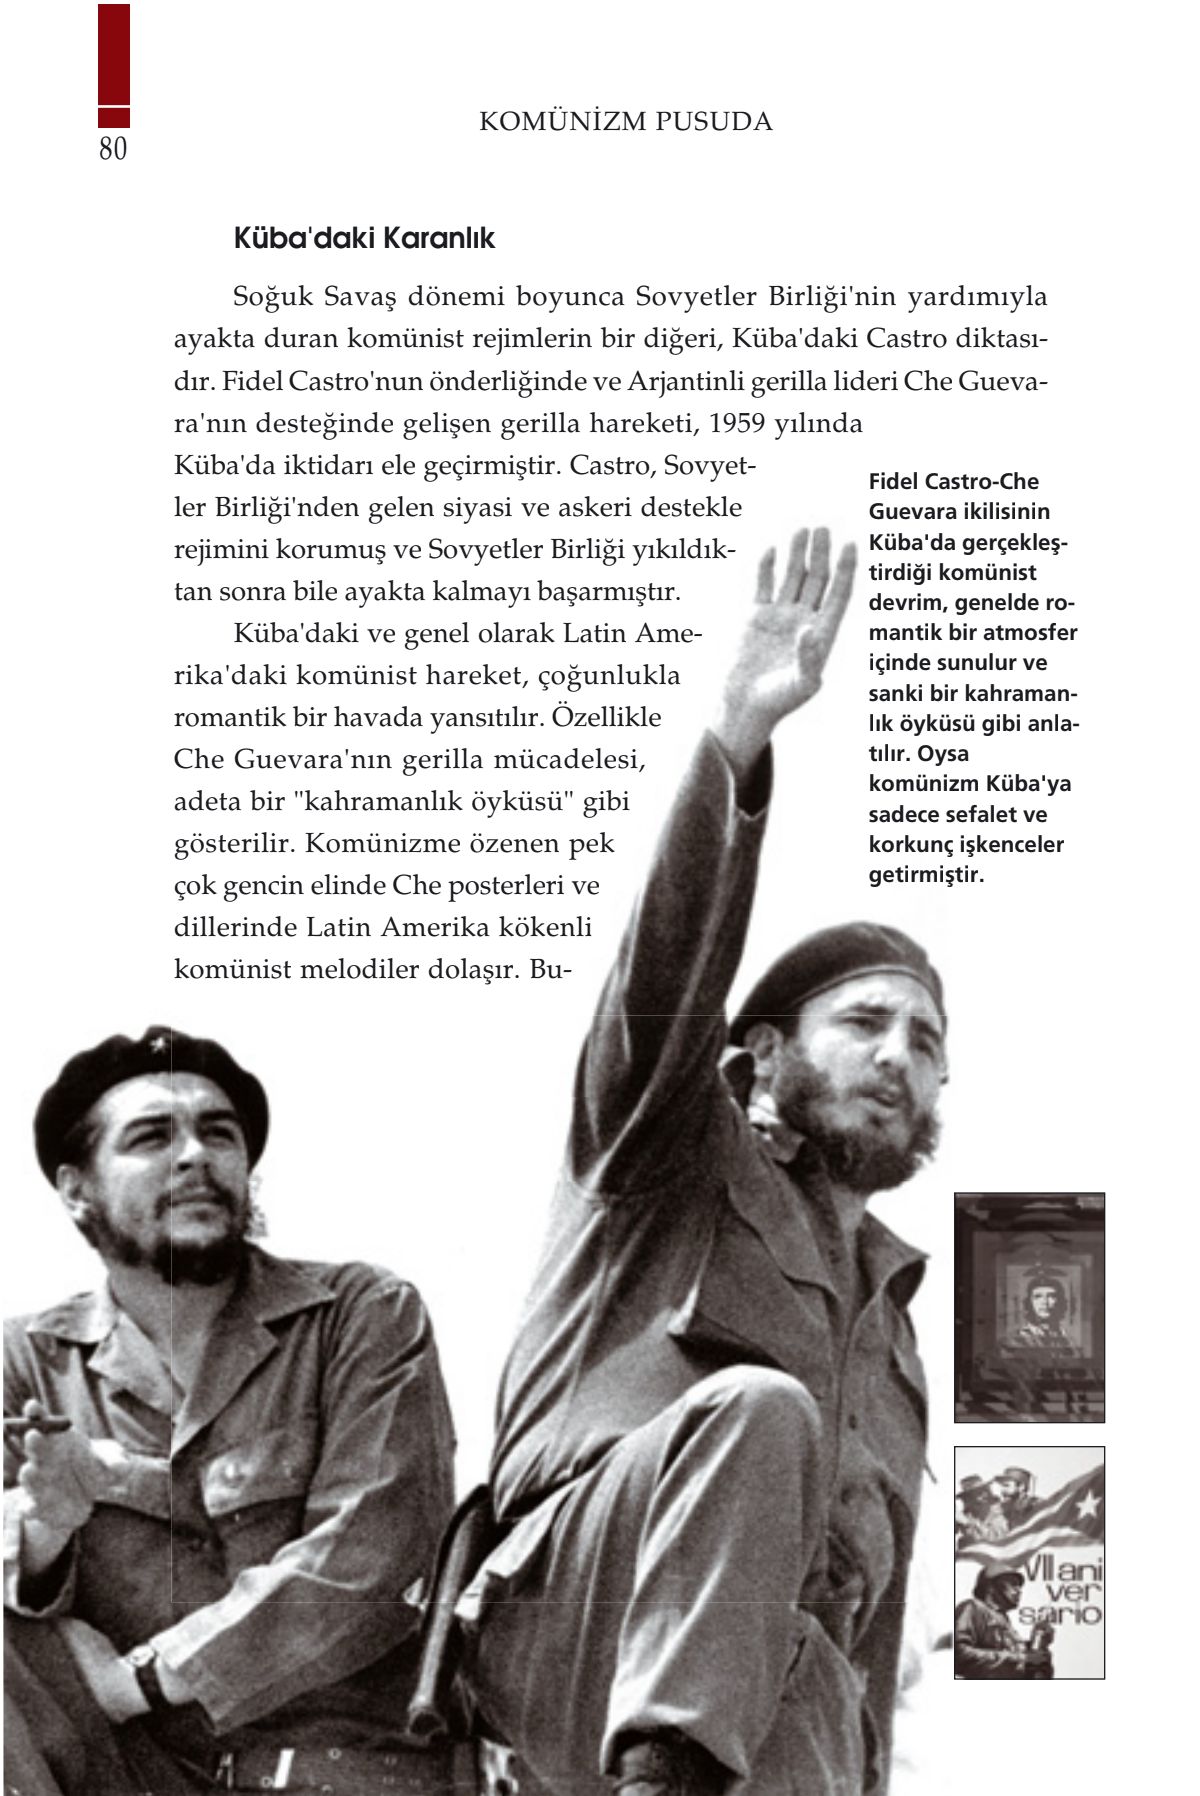 80
KOMÜNİZM PUSUDA
Küba'daki Karanlık
Soğuk Savaş dönemi boyunca Sovyetler Birliği'nin yardımıyla
ayakta duran komünist rejimlerin bir diğeri, Küba'daki Castro diktası-
dır. Fidel Castro'nun önderliğinde ve Arjantinli gerilla lideri Che Gueva-
ra'nın desteğinde gelişen gerilla hareketi, 1959 yılında
Küba'da iktidarı ele geçirmiştir. Castro, Sovyet-
ler Birliği'nden gelen siyasi ve askeri destekle
rejimini korumuş ve Sovyetler Birliği yıkıldık-
tan sonra bile ayakta kalmayı başarmıştır.
Küba'daki ve genel olarak Latin Ame-
rika'daki komünist hareket, çoğunlukla
romantik bir havada yansıtılır. Özellikle
Che Guevara'nın gerilla mücadelesi,
adeta bir "kahramanlık öyküsü" gibi
gösterilir. Komünizme özenen pek
çok gencin elinde Che posterleri ve
dillerinde Latin Amerika kökenli
komünist melodiler dolaşır. Bu-
Fidel Castro-Che
Guevara ikilisinin
Küba'da gerçekleş-
tirdiği komünist
devrim, genelde ro-
mantik bir atmosfer
içinde sunulur ve
sanki bir kahraman-
lık öyküsü gibi anla-
tılır. Oysa
komünizm Küba'ya
sadece sefalet ve
korkunç işkenceler
getirmiştir.
VII ani
ver
sario